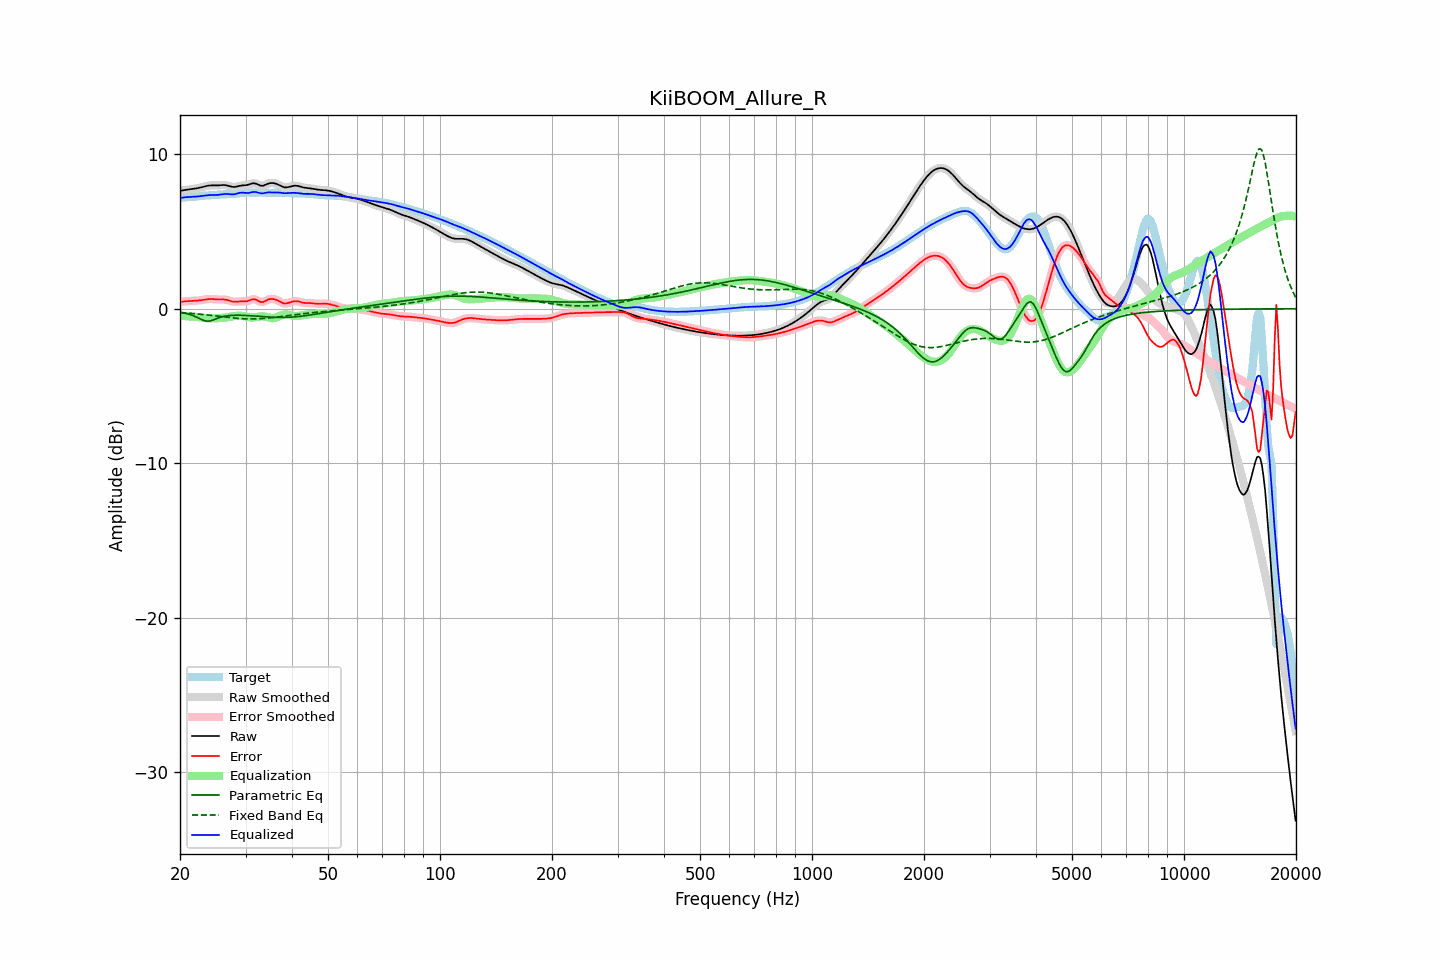 KiiBOOM_Allure_R
Amplitude (dBr)
10
0
−10
−20
−30
Target
Raw Smoothed
Error Smoothed
Raw
Error
Equalization
Parametric Eq
Fixed Band Eq
Equalized
20 50 100 200 500 1000 2000 5000 10000 20000
Frequency (Hz)